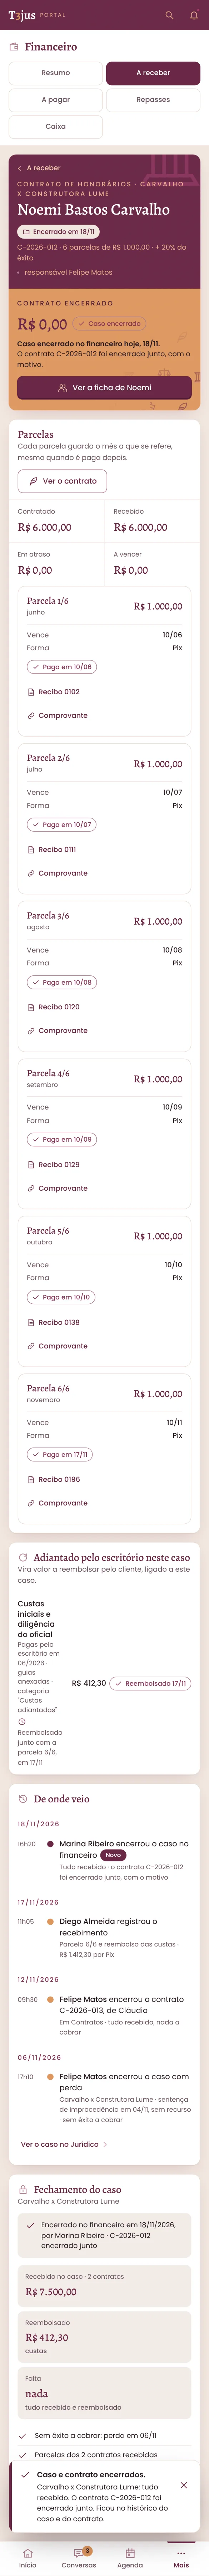 T3jus PORTAL
Financeiro
Resumo
A receber
A pagar
Repasses
Caixa
A receber
CONTRATO DE HONORÁRIOS · CARVALHO
X CONSTRUTORA LUME
Noemi Bastos Carvalho
Encerrado em 18/11
C-2026-012 · 6 parcelas de R$ 1.000,00 · + 20% do
êxito
responsável Felipe Matos
CONTRATO ENCERRADO
R$ 0,00
Caso encerrado
Caso encerrado no financeiro hoje, 18/11.
O contrato C-2026-012 foi encerrado junto, com o
motivo.
Ver a ficha de Noemi
Parcelas
Cada parcela guarda o mês a que se refere,
mesmo quando é paga depois.
Ver o contrato
Contratado
R$ 6.000,00
Recebido
R$ 6.000,00
Em atraso
R$ 0,00
A vencer
R$ 0,00
Parcela 1/6
junho
R$ 1.000,00
Vence 10/06
Forma Pix
Paga em 10/06
Recibo 0102
Comprovante
Parcela 2/6
julho
R$ 1.000,00
Vence 10/07
Forma Pix
Paga em 10/07
Recibo 0111
Comprovante
Parcela 3/6
agosto
R$ 1.000,00
Vence 10/08
Forma Pix
Paga em 10/08
Recibo 0120
Comprovante
Parcela 4/6
setembro
R$ 1.000,00
Vence 10/09
Forma Pix
Paga em 10/09
Recibo 0129
Comprovante
Parcela 5/6
outubro
R$ 1.000,00
Vence 10/10
Forma Pix
Paga em 10/10
Recibo 0138
Comprovante
Parcela 6/6
novembro
R$ 1.000,00
Vence 10/11
Forma Pix
Paga em 17/11
Recibo 0196
Comprovante
Adiantado pelo escritório neste caso
Vira valor a reembolsar pelo cliente, ligado a este
caso.
Custas
iniciais e
diligência
do oficial
Pagas pelo
escritório em
06/2026 ·
guias
anexadas ·
categoria
"Custas
adiantadas"
Reembolsado
junto com a
parcela 6/6,
em 17/11
R$ 412,30
Reembolsado 17/11
De onde veio
18/11/2026
16h20
Marina Ribeiro encerrou o caso no
financeiro Novo
Tudo recebido · o contrato C-2026-012
foi encerrado junto, com o motivo
17/11/2026
11h05
Diego Almeida registrou o
recebimento
Parcela 6/6 e reembolso das custas ·
R$ 1.412,30 por Pix
12/11/2026
09h30
Felipe Matos encerrou o contrato
C-2026-013, de Cláudio
Em Contratos · tudo recebido, nada a
cobrar
06/11/2026
17h10
Felipe Matos encerrou o caso com
perda
Carvalho x Construtora Lume · sentença
de improcedência em 04/11, sem recurso
· sem êxito a cobrar
Ver o caso no Jurídico
Fechamento do caso
Carvalho x Construtora Lume
Encerrado no financeiro em 18/11/2026,
por Marina Ribeiro · C-2026-012
encerrado junto
Recebido no caso · 2 contratos
R$ 7.500,00
Reembolsado
R$ 412,30
custas
Falta
nada
tudo recebido e reembolsado
Sem êxito a cobrar: perda em 06/11
Parcelas dos 2 contratos recebidas
Caso e contrato encerrados.
Carvalho x Construtora Lume: tudo
recebido. O contrato C-2026-012 foi
encerrado junto. Ficou no histórico do
caso e do contrato.
Início
Conversas
3
Agenda
Mais